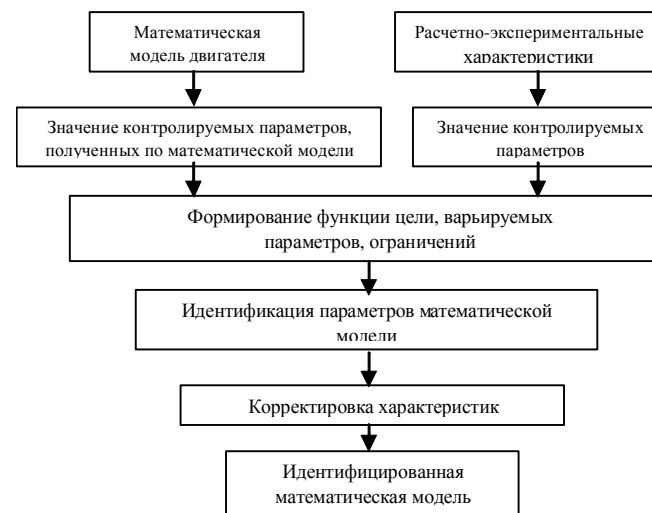 Математическая
модель двигателя
Расчетно-экспериментальные
характеристики
Значение контролируемых параметров,
полученных по математической модели
Значение контролируемых
параметров
Формирование функции цели, варьируемых
параметров, ограничений
Идентификация параметров математической
модели
Корректировка характеристик
Идентифицированная
математическая модель